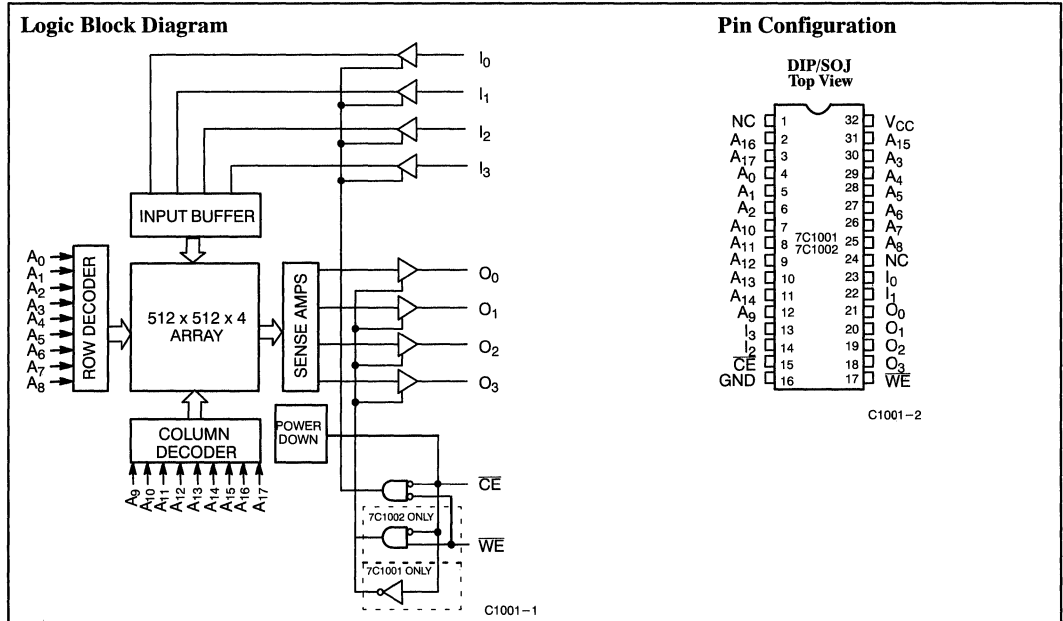 Logic Block Diagram
I0
I1
I2
I3
INPUT BUFFER
A0
A1
A2
A3
A4
A5
A6
A7
A8
ROW DECODER
512 x 512 x 4
ARRAY
SENSE AMPS
O0
O1
O2
O3
COLUMN
DECODER
A9
A10
A11
A12
A13
A14
A15
A16
A17
POWER
DOWN
CE
7C1002 ONLY
WE
7C1001 ONLY
C1001-1
Pin Configuration
DIP/SOJ
Top View
NC 1 32 VCC
A16 2 31 A15
A17 3 30 A3
A0 4 29 A4
A1 5 28 A5
A2 6 27 A6
A10 7 26 A7
A11 8 7C1001 25 A8
7C1002
A12 9 24 NC
A13 10 23 I0
A14 11 22 I1
A9 12 21 O0
I3 13 20 O1
I2 14 19 O2
CE 15 18 O3
GND 16 17 WE
C1001-2